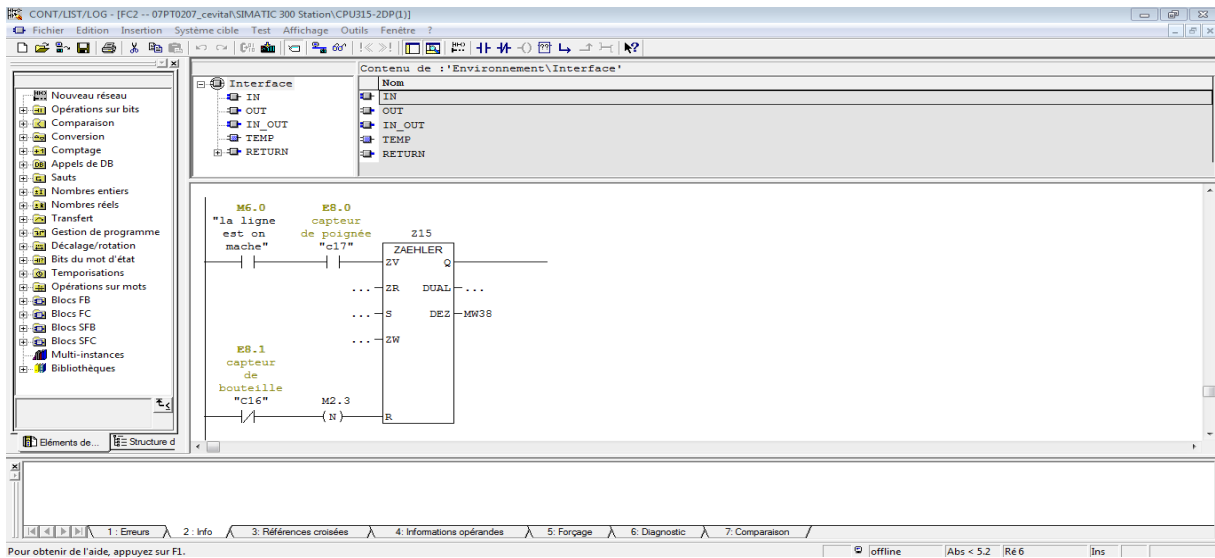 CONT/LIST/LOG - [FC2 -- 07PT0207_cevital\SIMATIC 300 Station\CPU315-2DP(1)]
Fichier Edition Insertion Système cible Test Affichage Outils Fenêtre ?
Contenu de :'Environnement\Interface'
Nouveau réseau
Opérations sur bits
Comparaison
Conversion
Comptage
Appels de DB
Sauts
Nombres entiers
Nombres réels
Transfert
Gestion de programme
Décalage/rotation
Bits du mot d'état
Temporisations
Opérations sur mots
Blocs FB
Blocs FC
Blocs SFB
Blocs SFC
Multi-instances
Bibliothèques
Eléments de...
Structure d
Interface
IN
OUT
IN_OUT
TEMP
RETURN
Nom
IN
OUT
IN_OUT
TEMP
RETURN
M6.0
"la ligne
est on
mache"
E8.0
capteur
de poignée
"c17"
Z15
ZAEHLER
ZV Q
... ZR DUAL ...
... S DEZ MW38
... ZW
E8.1
capteur
de
bouteille
"C16"
M2.3
N
R
1 : Erreurs 2 : Info 3: Références croisées 4: Informations opérandes 5: Forçage 6: Diagnostic 7: Comparaison
Pour obtenir de l'aide, appuyez sur F1.
offline Abs < 5.2 Ré 6 Ins